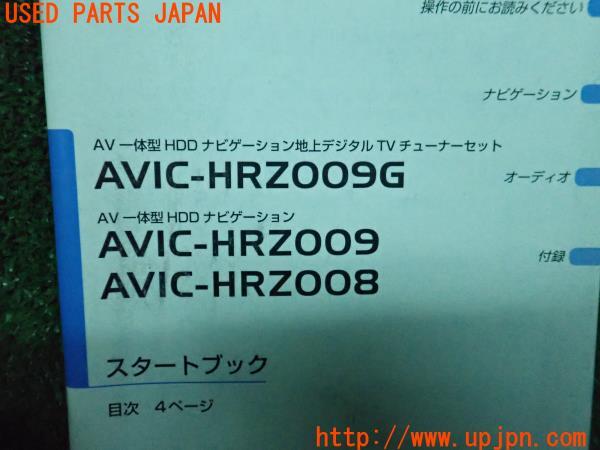 USED PARTS JAPAN
操作の前にお読みください
ナビゲーション
AV 一体型 HDD ナビゲーション地上デジタル TV チューナーセット
AVIC-HRZ009G
オーディオ
AV 一体型 HDD ナビゲーション
AVIC-HRZ009
付録
AVIC-HRZ008
スタートブック
目次 4ページ
http://www.upjpn.com